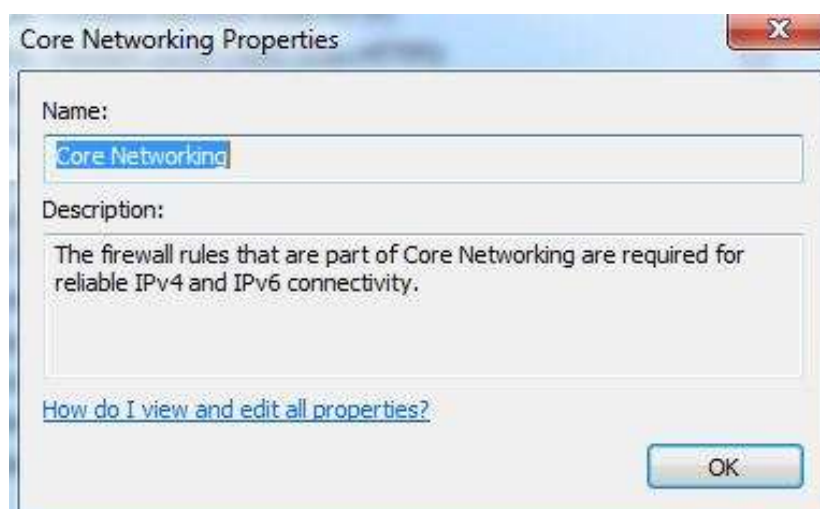 Core Networking Properties
Name:
Core Networking
Description:
The firewall rules that are part of Core Networking are required for
reliable IPv4 and IPv6 connectivity.
How do I view and edit all properties?
OK